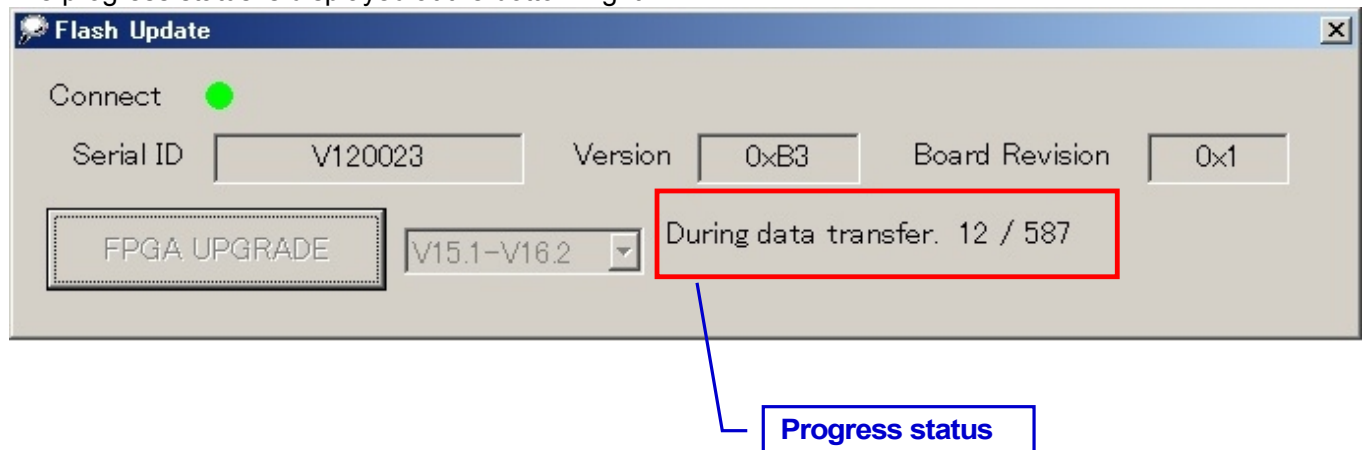 Flash Update
Connect
Serial ID V120023 Version 0xB3 Board Revision 0x1
FPGA UPGRADE V15.1-V16.2 During data transfer. 12 / 587
Progress status